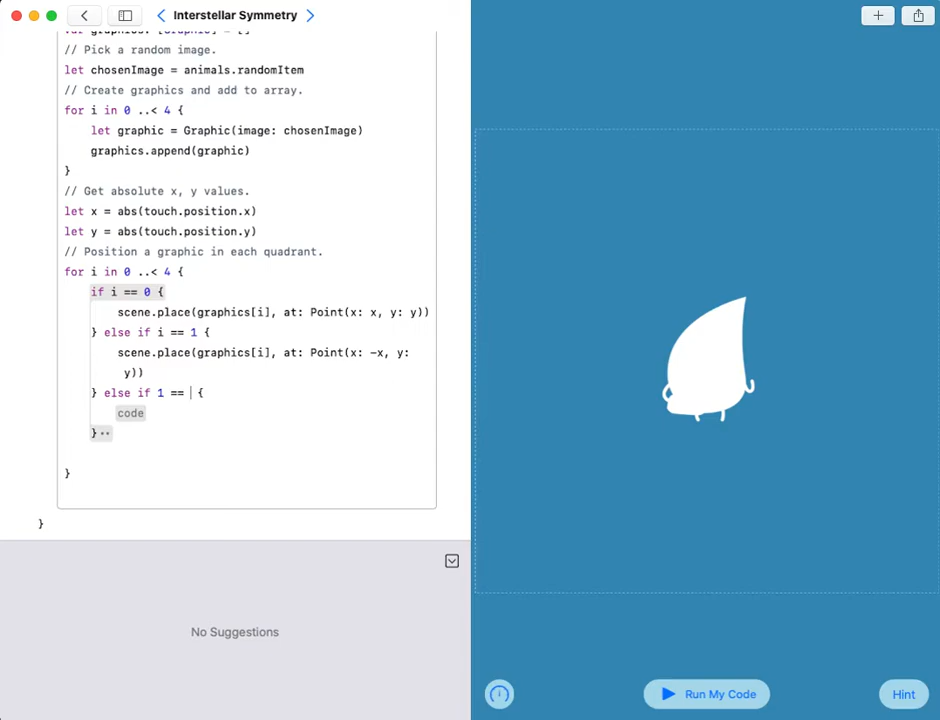 Interstellar Symmetry
var graphics: [Graphic] = []
// Pick a random image.
let chosenImage = animals.randomItem
// Create graphics and add to array.
for i in 0 ..< 4 {
let graphic = Graphic(image: chosenImage)
graphics.append(graphic)
}
// Get absolute x, y values.
let x = abs(touch.position.x)
let y = abs(touch.position.y)
// Position a graphic in each quadrant.
for i in 0 ..< 4 {
if i == 0 {
scene.place(graphics[i], at: Point(x: x, y: y))
} else if i == 1 {
scene.place(graphics[i], at: Point(x: -x, y:
y))
} else if 1 == {
code
}
}
}
No Suggestions
Run My Code
Hint